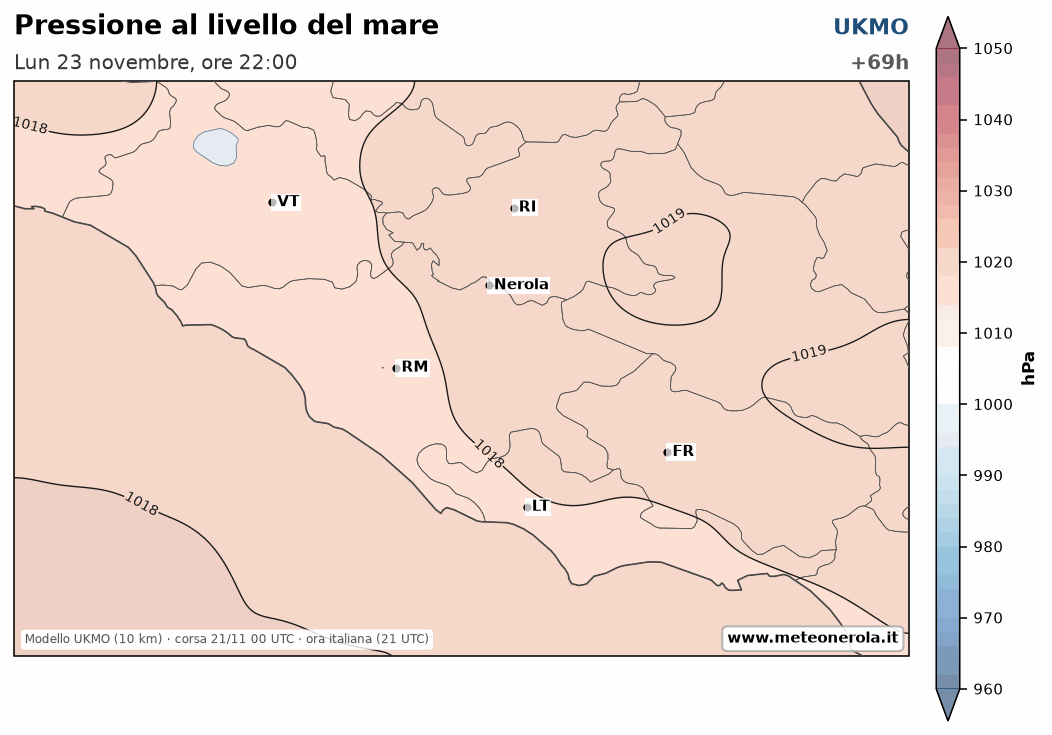 Pressione al livello del mare
UKMO
Lun 23 novembre, ore 22:00
+69h
1018
VT
RI
1019
Nerola
1019
RM
1018
FR
1018
LT
Modello UKMO (10 km) · corsa 21/11 00 UTC · ora italiana (21 UTC)
www.meteonerola.it
1050
1040
1030
1020
1010
1000
990
980
970
960
hPa